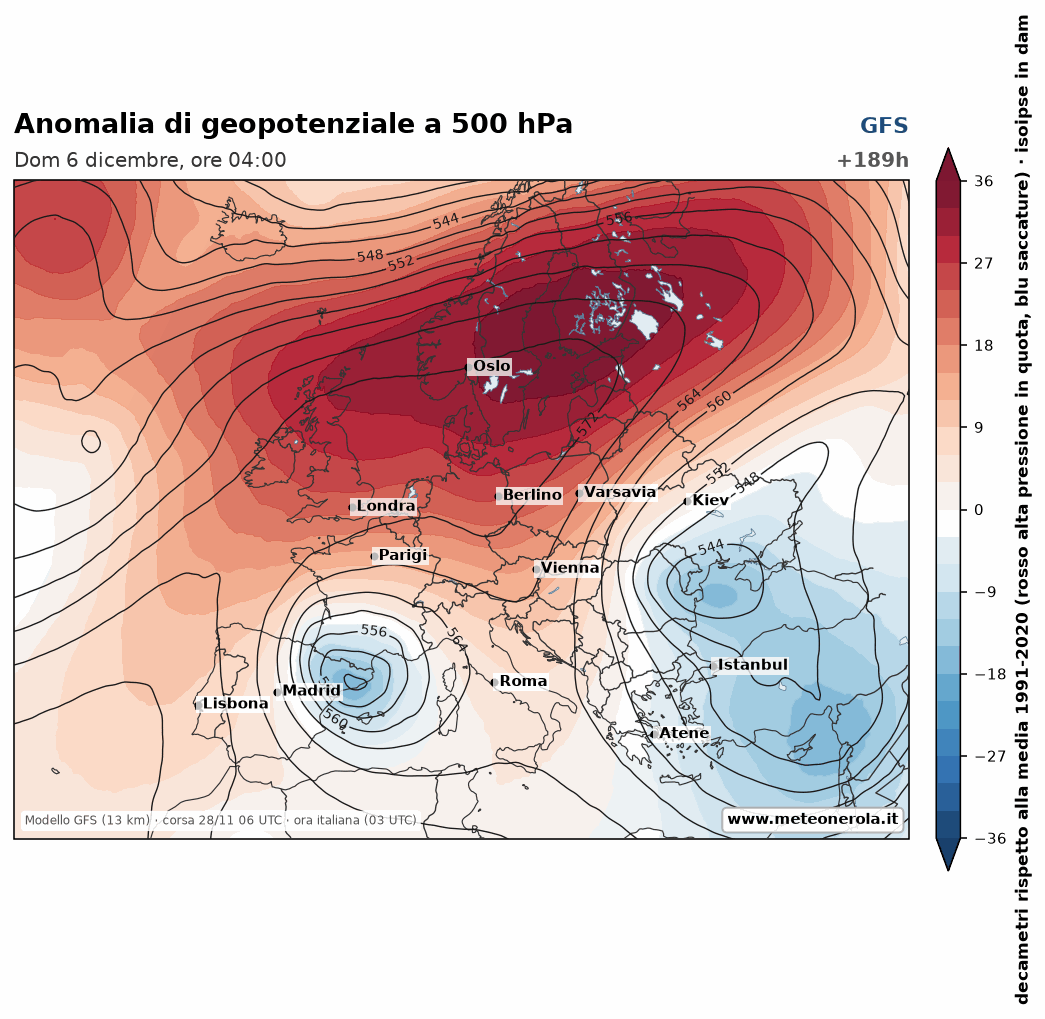 Anomalia di geopotenziale a 500 hPa
GFS
Dom 6 dicembre, ore 04:00
+189h
544
556
548
552
Oslo
564
560
572
552
548
Berlino
Varsavia
Kiev
Londra
544
Parigi
Vienna
556
564
Istanbul
Roma
Madrid
Lisbona
560
Atene
Modello GFS (13 km) · corsa 28/11 06 UTC · ora italiana (03 UTC)
www.meteonerola.it
36
27
18
9
0
−9
−18
−27
−36
decametri rispetto alla media 1991-2020 (rosso alta pressione in quota, blu saccature) · isoipse in dam